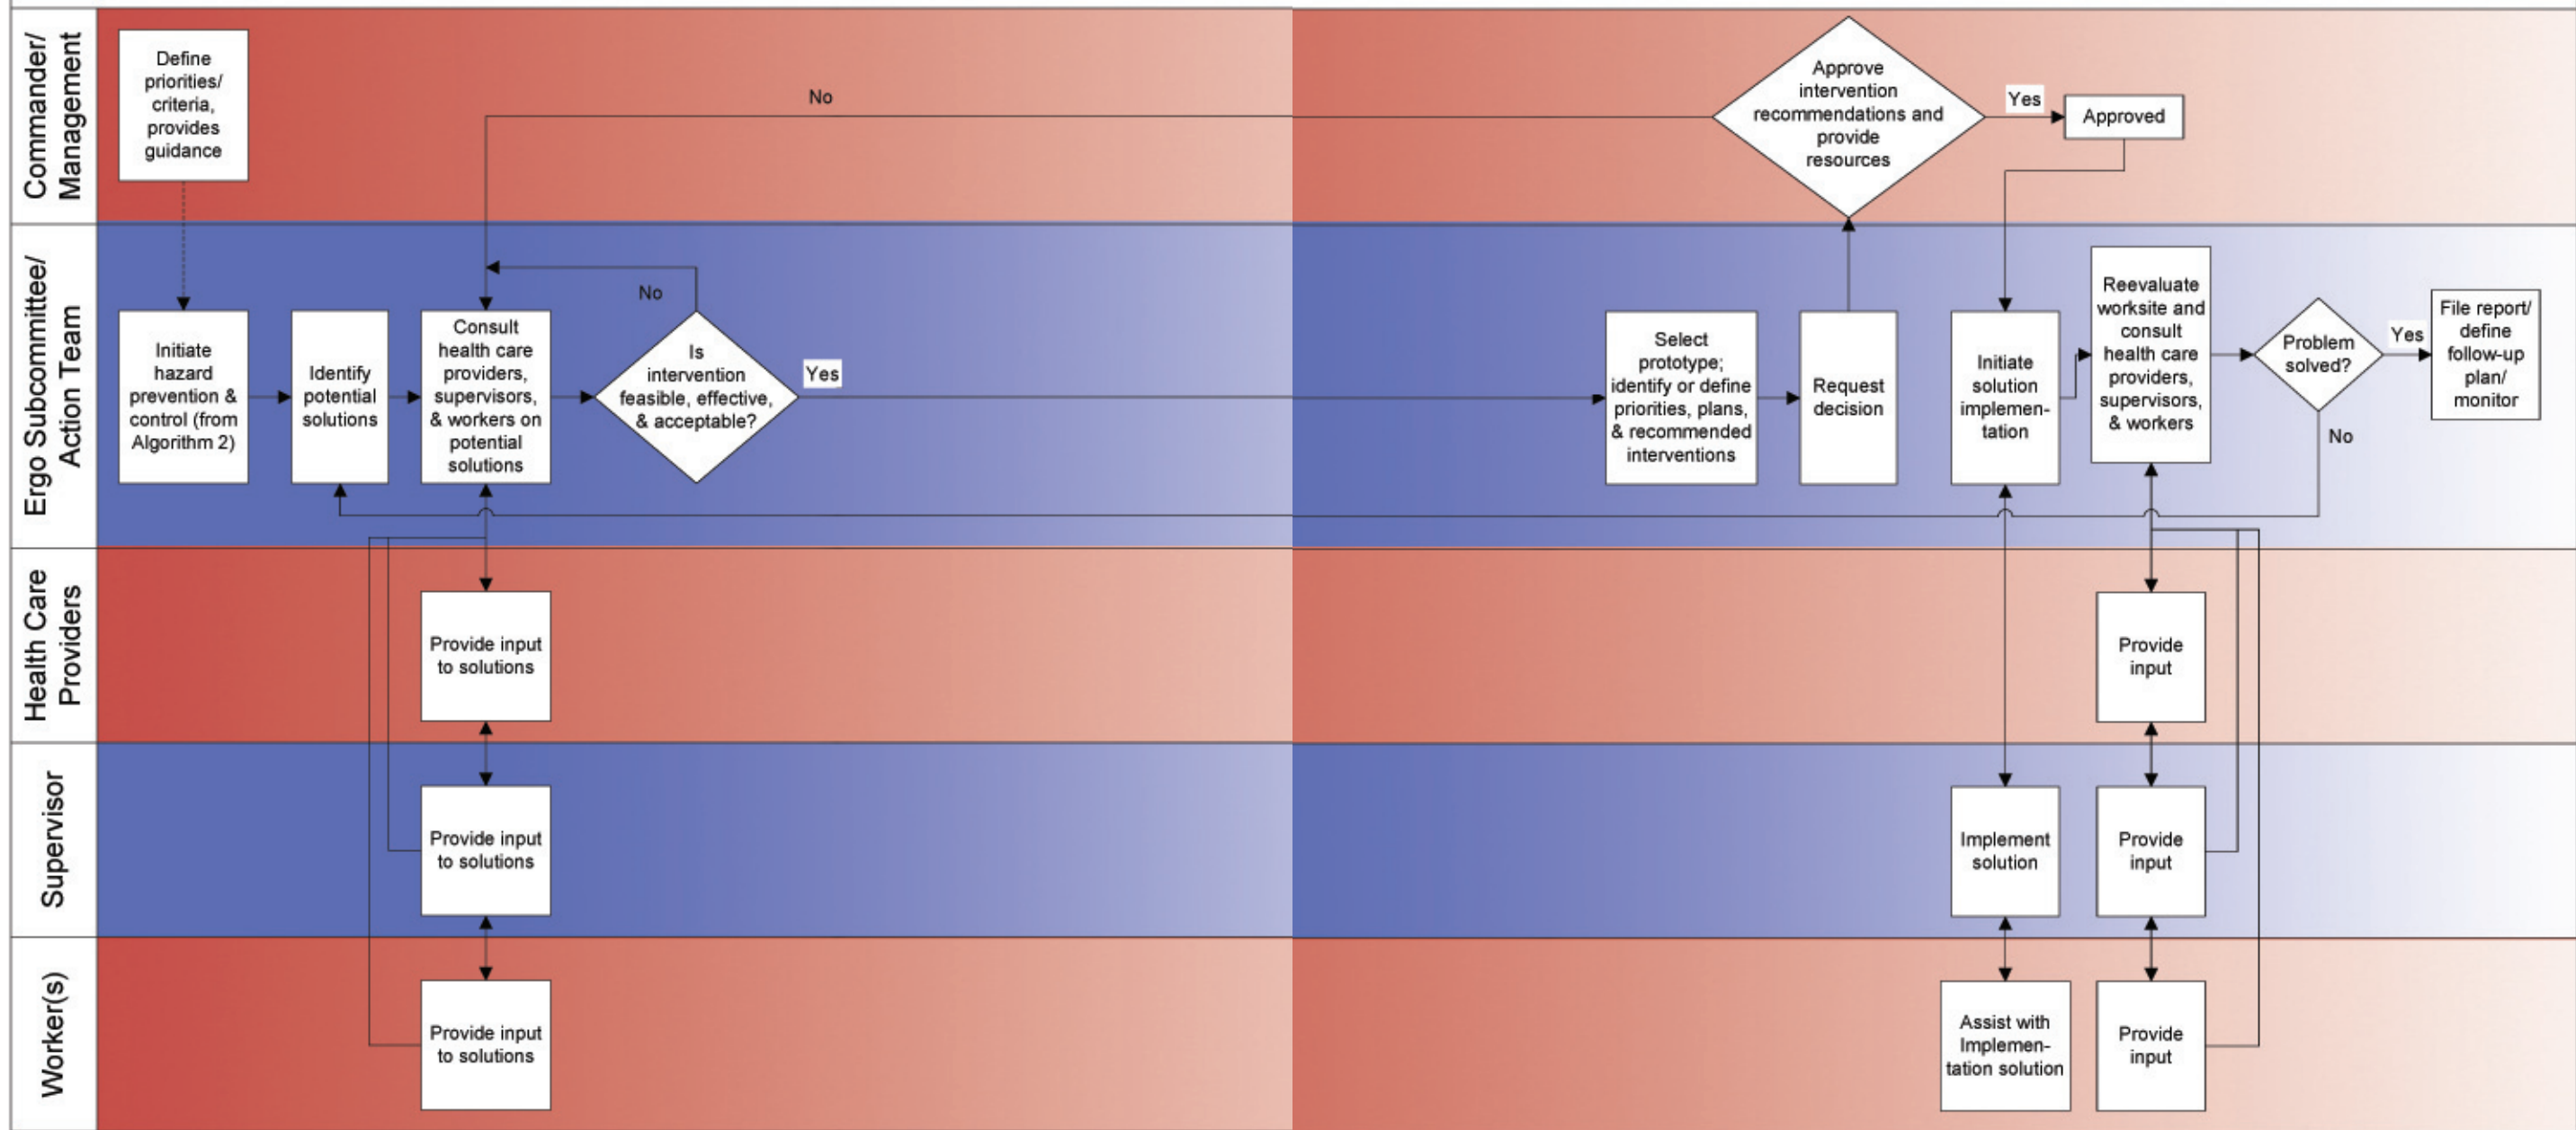 Commander/
Management
Define
priorities/
criteria,
provides
guidance
No
Approve
intervention
recommendations and
provide
resources
Yes
Approved
Ergo Subcommittee/
Action Team
Initiate
hazard
prevention &
control (from
Algorithm 2)
Identify
potential
solutions
Consult
health care
providers,
supervisors,
& workers on
potential
solutions
No
Is
intervention
feasible, effective,
& acceptable?
Yes
Select
prototype;
identify or define
priorities, plans,
& recommended
interventions
Request
decision
Initiate
solution
implemen-
tation
Reevaluate
worksite and
consult
health care
providers,
supervisors,
& workers
Problem
solved?
Yes
No
File report/
define
follow-up
plan/
monitor
Health Care
Providers
Provide input
to solutions
Provide
input
Supervisor
Provide input
to solutions
Implement
solution
Provide
input
Worker(s)
Provide input
to solutions
Assist with
Implemen-
tation solution
Provide
input